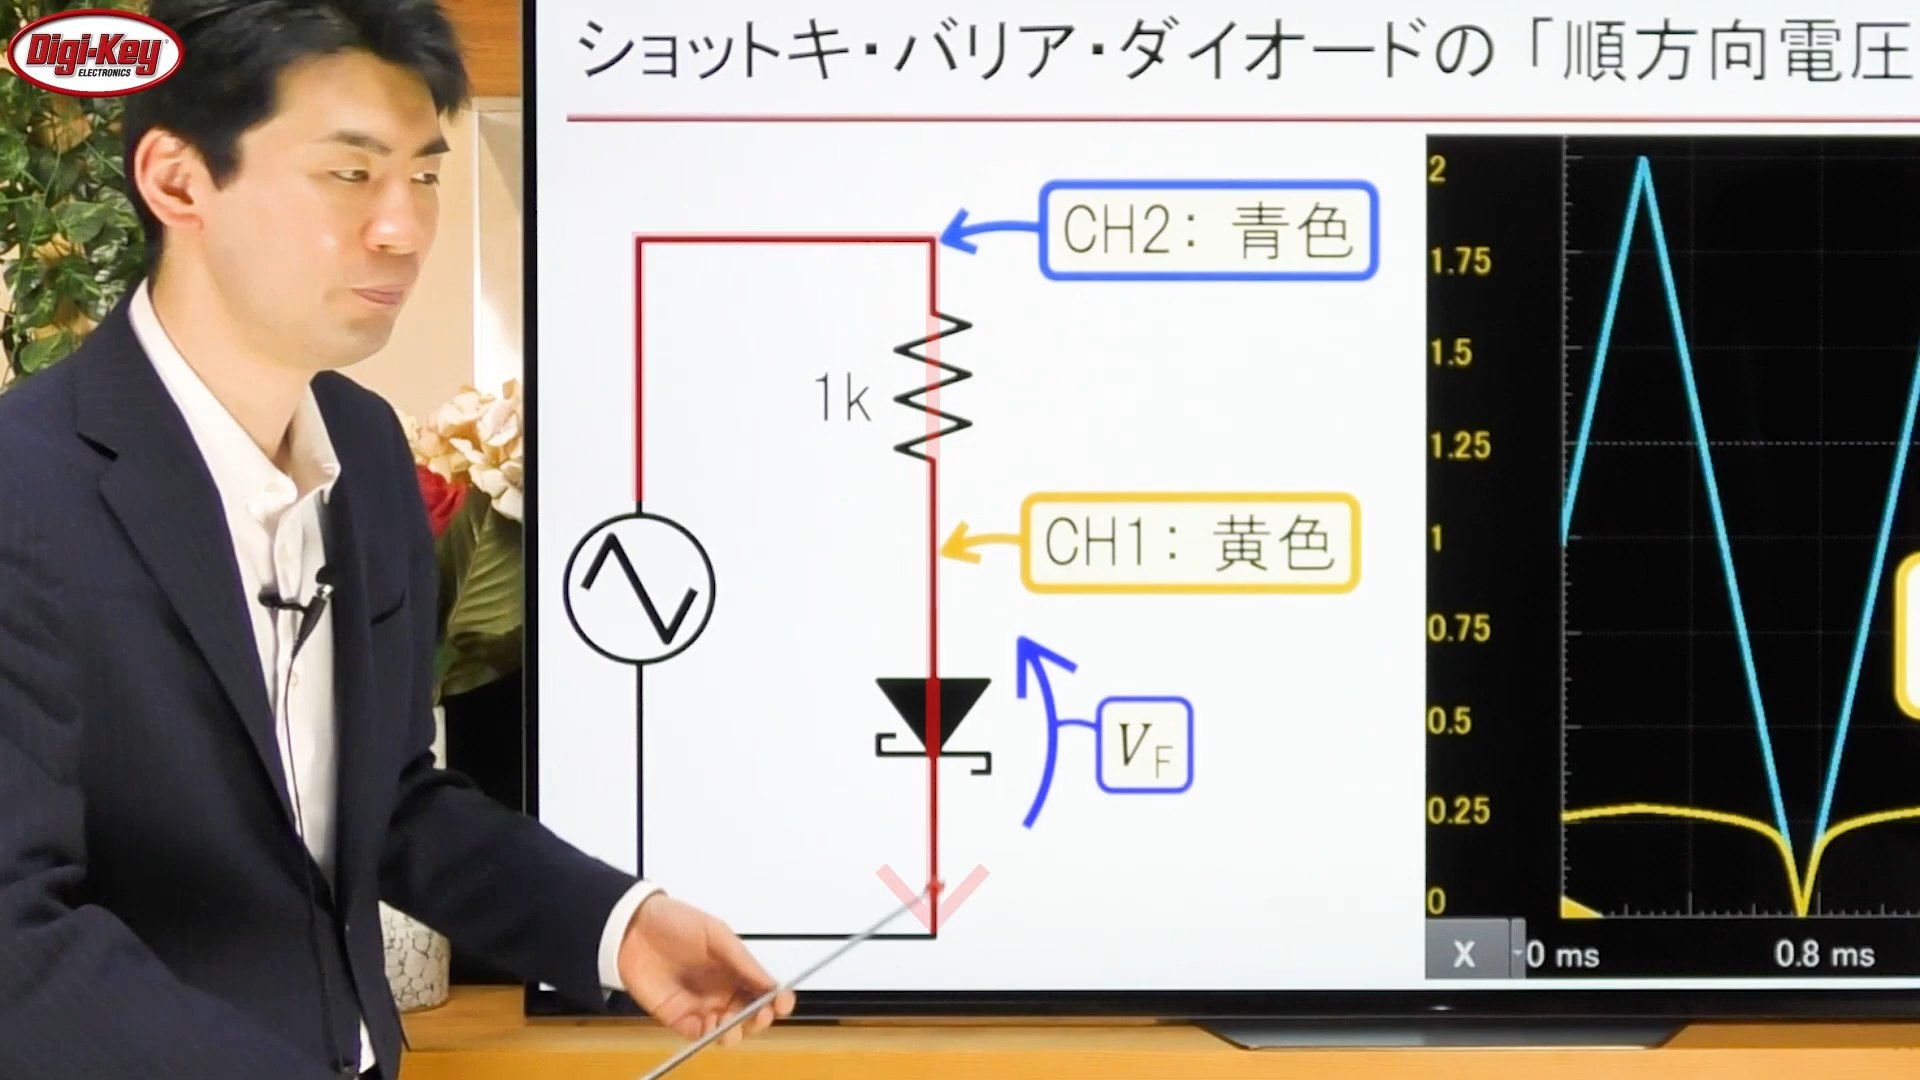 Digi-Key
ELECTRONICS
ショットキ・バリア・ダイオードの「順方向電圧
CH2: 青色
1k
CH1: 黄色
VF
2
1.75
1.5
1.25
1
0.75
0.5
0.25
0
X
-0 ms
0.8 ms